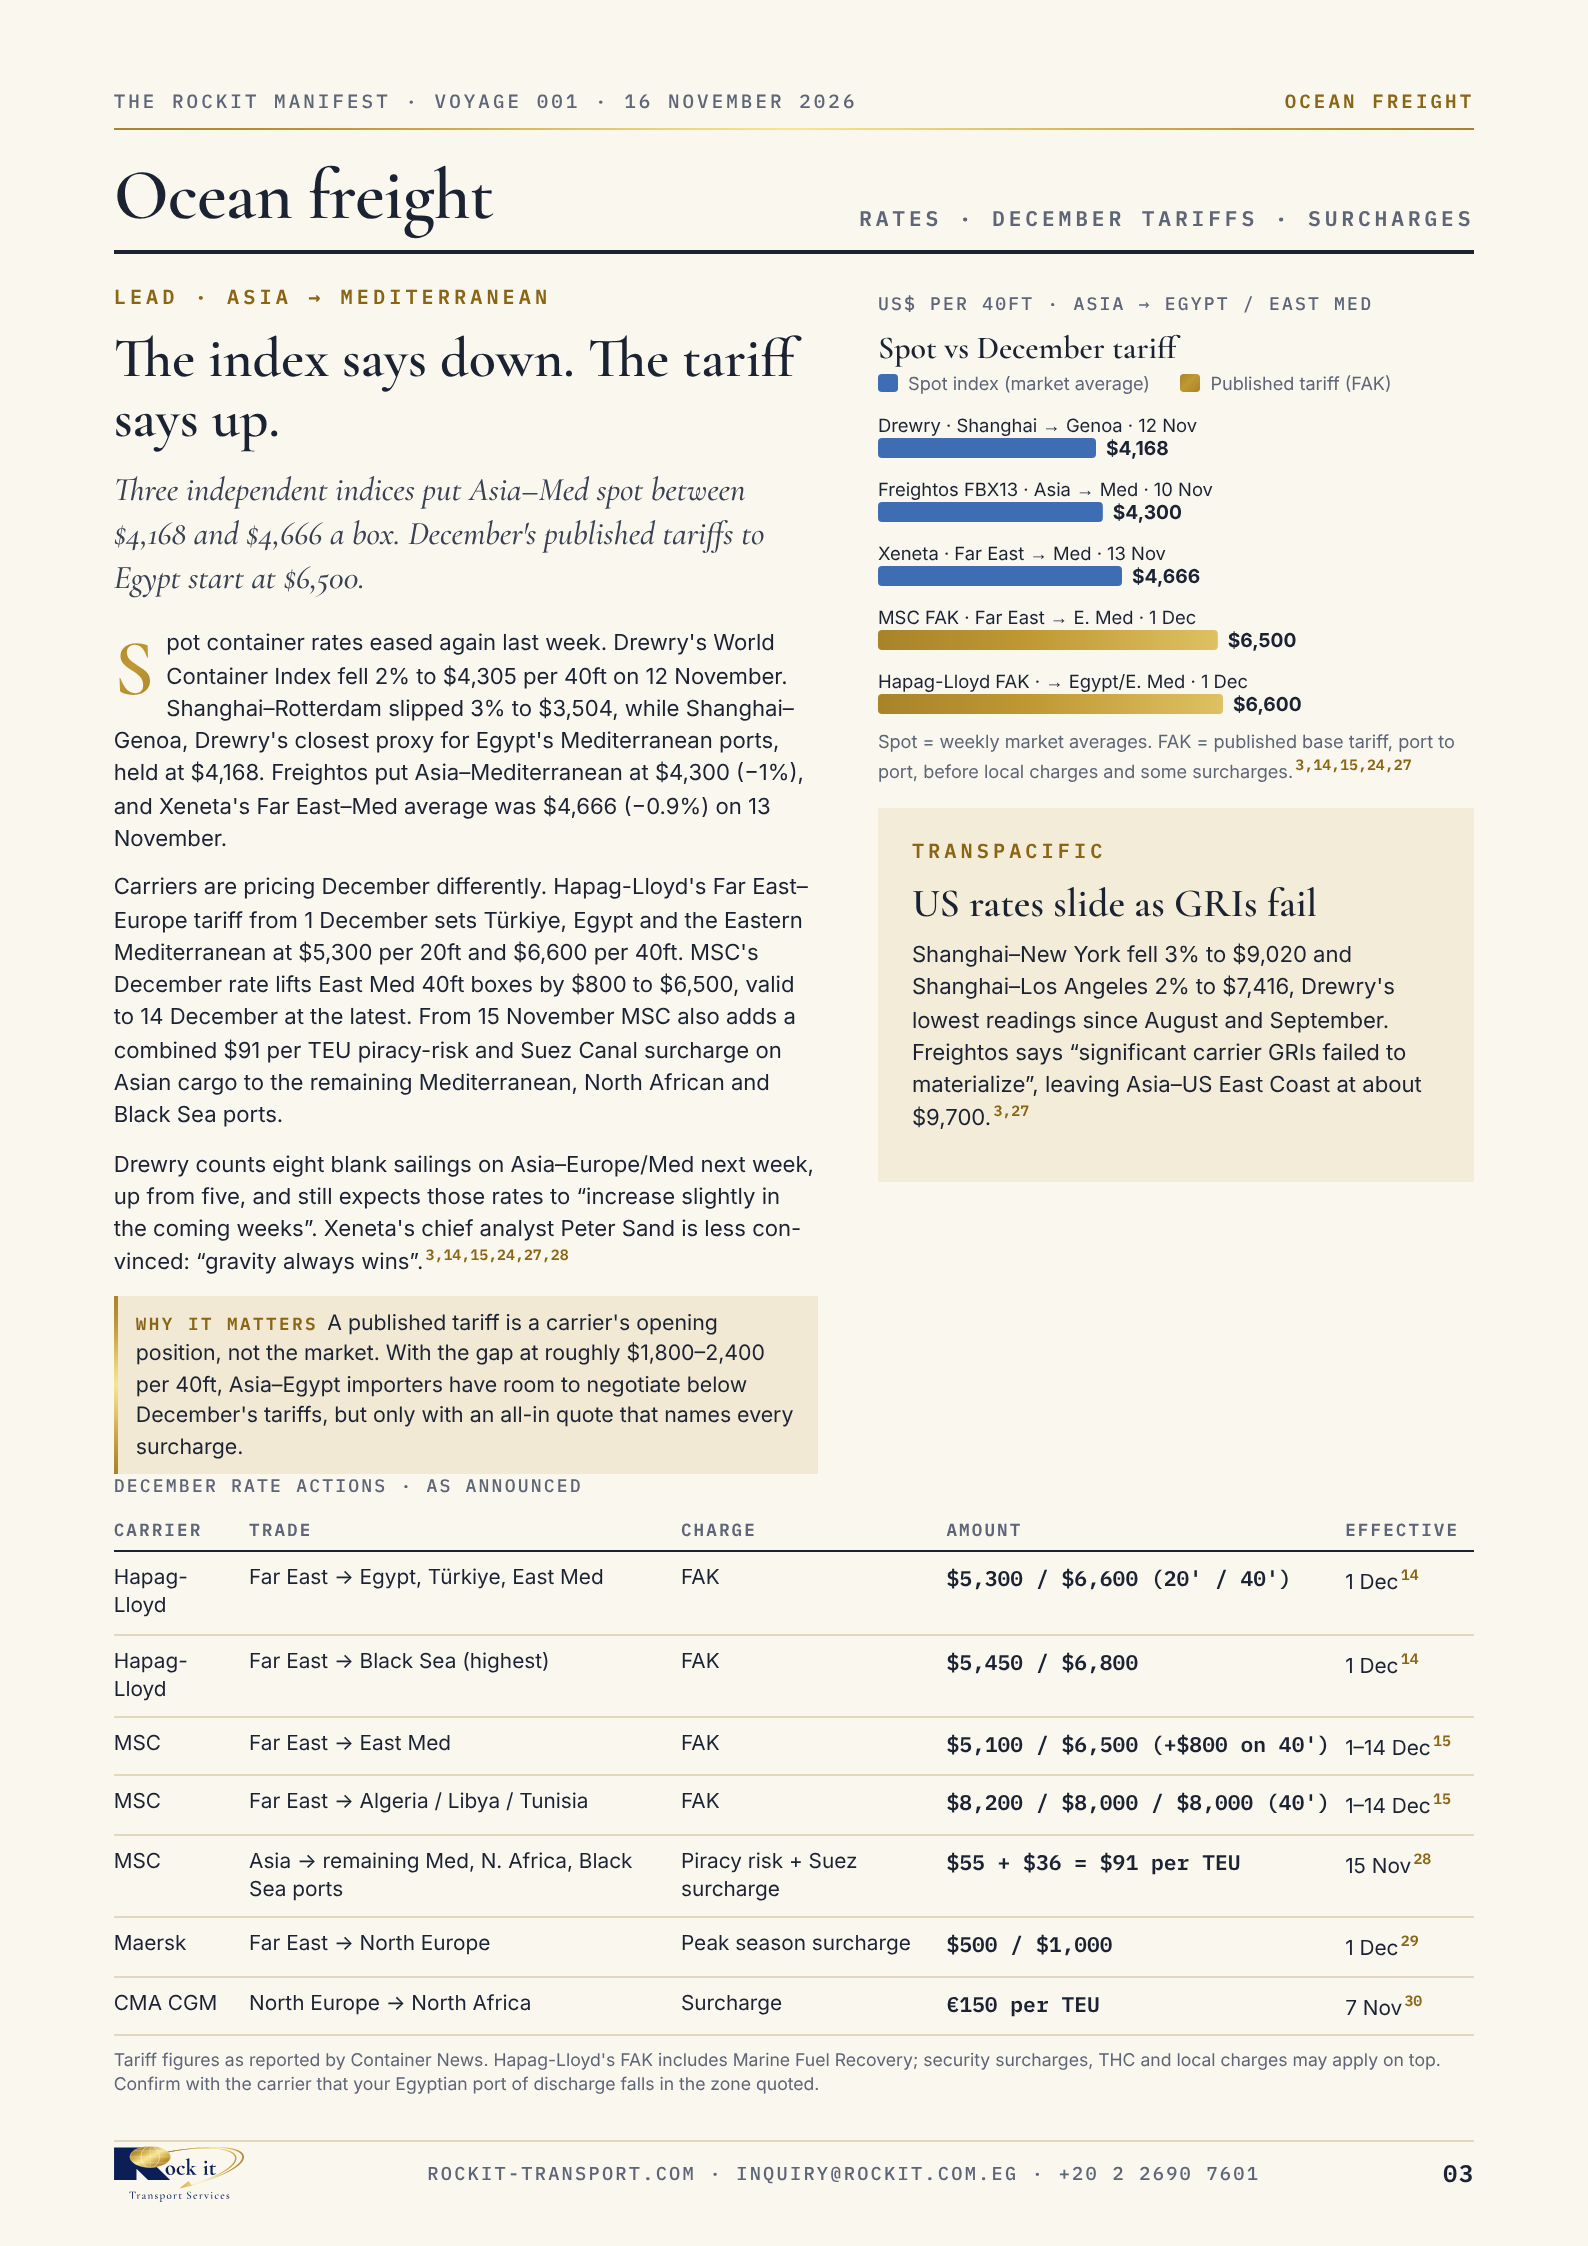 THE ROCKIT MANIFEST · VOYAGE 001 · 16 NOVEMBER 2026
OCEAN FREIGHT
Ocean freight
RATES · DECEMBER TARIFFS · SURCHARGES
LEAD · ASIA → MEDITERRANEAN
The index says down. The tariff
says up.
Three independent indices put Asia–Med spot between
$4,168 and $4,666 a box. December's published tariffs to
Egypt start at $6,500.
Spot container rates eased again last week. Drewry's World
Container Index fell 2% to $4,305 per 40ft on 12 November.
Shanghai–Rotterdam slipped 3% to $3,504, while Shanghai–
Genoa, Drewry's closest proxy for Egypt's Mediterranean ports,
held at $4,168. Freightos put Asia–Mediterranean at $4,300 (−1%),
and Xeneta's Far East–Med average was $4,666 (−0.9%) on 13
November.
Carriers are pricing December differently. Hapag-Lloyd's Far East–
Europe tariff from 1 December sets Türkiye, Egypt and the Eastern
Mediterranean at $5,300 per 20ft and $6,600 per 40ft. MSC's
December rate lifts East Med 40ft boxes by $800 to $6,500, valid
to 14 December at the latest. From 15 November MSC also adds a
combined $91 per TEU piracy-risk and Suez Canal surcharge on
Asian cargo to the remaining Mediterranean, North African and
Black Sea ports.
Drewry counts eight blank sailings on Asia–Europe/Med next week,
up from five, and still expects those rates to “increase slightly in
the coming weeks”. Xeneta's chief analyst Peter Sand is less con-
vinced: “gravity always wins”. 3,14,15,24,27,28
WHY IT MATTERS A published tariff is a carrier's opening
position, not the market. With the gap at roughly $1,800–2,400
per 40ft, Asia–Egypt importers have room to negotiate below
December's tariffs, but only with an all-in quote that names every
surcharge.
US$ PER 40FT · ASIA → EGYPT / EAST MED
Spot vs December tariff
Spot index (market average) Published tariff (FAK)
Drewry · Shanghai → Genoa · 12 Nov
$4,168
Freightos FBX13 · Asia → Med · 10 Nov
$4,300
Xeneta · Far East → Med · 13 Nov
$4,666
MSC FAK · Far East → E. Med · 1 Dec
$6,500
Hapag-Lloyd FAK · → Egypt/E. Med · 1 Dec
$6,600
Spot = weekly market averages. FAK = published base tariff, port to
port, before local charges and some surcharges. 3,14,15,24,27
TRANSPACIFIC
US rates slide as GRIs fail
Shanghai–New York fell 3% to $9,020 and
Shanghai–Los Angeles 2% to $7,416, Drewry's
lowest readings since August and September.
Freightos says “significant carrier GRIs failed to
materialize”, leaving Asia–US East Coast at about
$9,700. 3,27
DECEMBER RATE ACTIONS · AS ANNOUNCED
CARRIER TRADE CHARGE AMOUNT EFFECTIVE
Hapag-
Lloyd Far East → Egypt, Türkiye, East Med FAK $5,300 / $6,600 (20' / 40') 1 Dec 14
Hapag-
Lloyd Far East → Black Sea (highest) FAK $5,450 / $6,800 1 Dec 14
MSC Far East → East Med FAK $5,100 / $6,500 (+$800 on 40') 1–14 Dec 15
MSC Far East → Algeria / Libya / Tunisia FAK $8,200 / $8,000 / $8,000 (40') 1–14 Dec 15
MSC Asia → remaining Med, N. Africa, Black
Sea ports Piracy risk + Suez
surcharge $55 + $36 = $91 per TEU 15 Nov 28
Maersk Far East → North Europe Peak season surcharge $500 / $1,000 1 Dec 29
CMA CGM North Europe → North Africa Surcharge €150 per TEU 7 Nov 30
Tariff figures as reported by Container News. Hapag-Lloyd's FAK includes Marine Fuel Recovery; security surcharges, THC and local charges may apply on top.
Confirm with the carrier that your Egyptian port of discharge falls in the zone quoted.
Rock it
Transport Services
ROCKIT-TRANSPORT.COM · INQUIRY@ROCKIT.COM.EG · +20 2 2690 7601
03